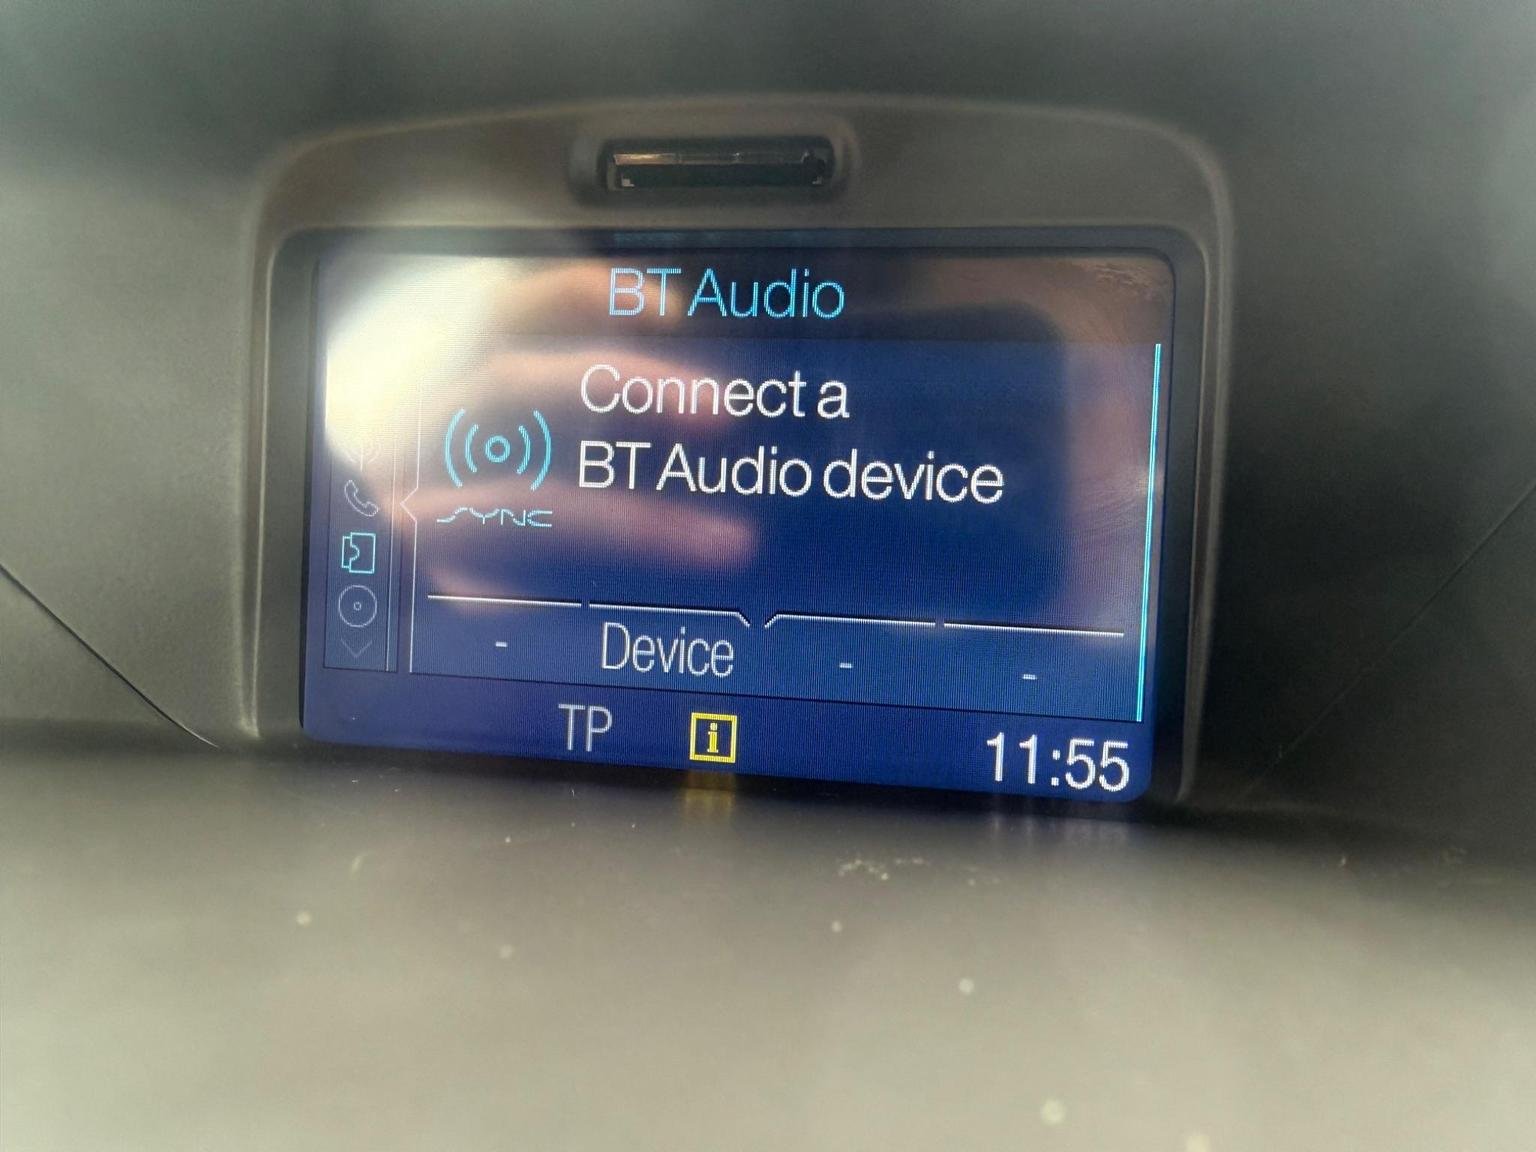 BT Audio
Connect a
BT Audio device
SYNC
- Device - -
TP i 11:55